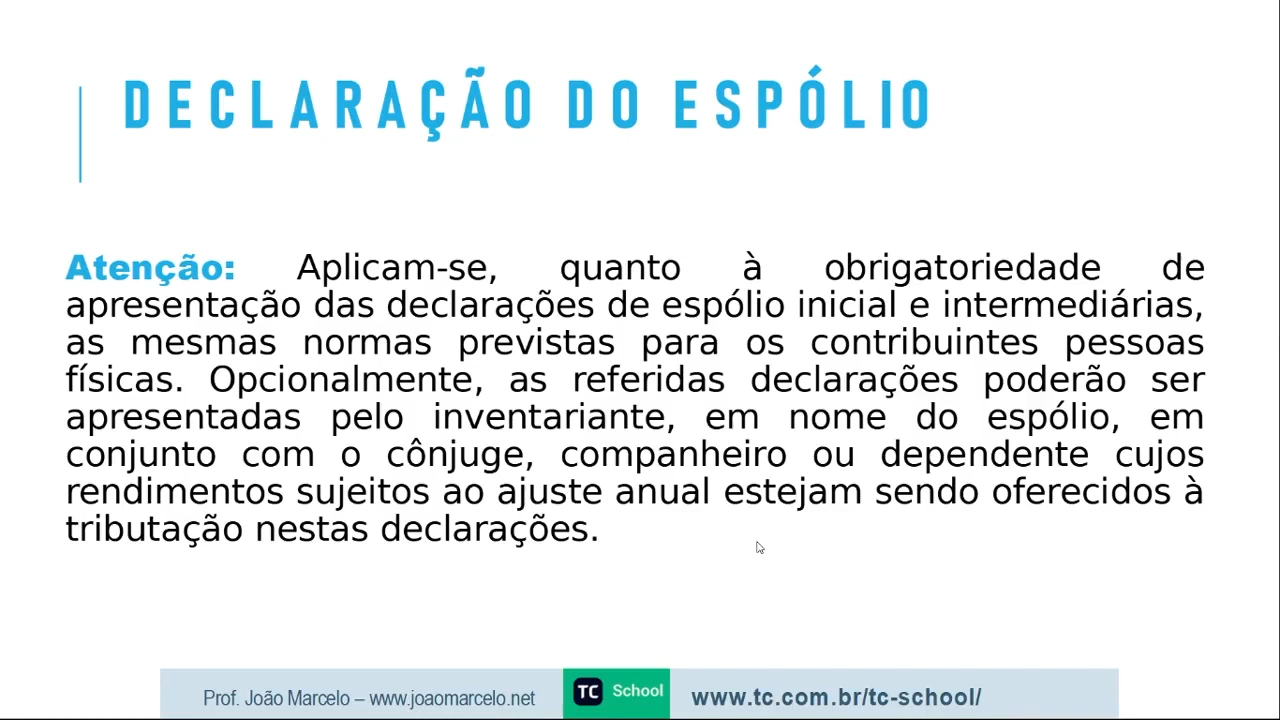 DECLARAÇÃO DO ESPÓLIO
Atenção: Aplicam-se, quanto à obrigatoriedade de
apresentação das declarações de espólio inicial e intermediárias,
as mesmas normas previstas para os contribuintes pessoas
físicas. Opcionalmente, as referidas declarações poderão ser
apresentadas pelo inventariante, em nome do espólio, em
conjunto com o cônjuge, companheiro ou dependente cujos
rendimentos sujeitos ao ajuste anual estejam sendo oferecidos à
tributação nestas declarações.
Prof. João Marcelo – www.joaomarcelo.net
TC School
www.tc.com.br/tc-school/